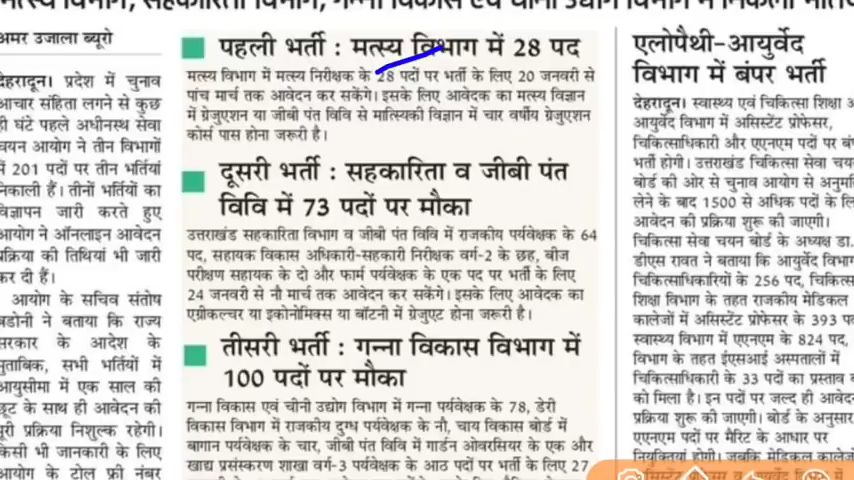 मत्स्य विभाग, सहकारिता विभाग, गन्ना विकास एवं चीनी उद्योग विभाग में निकली
अमर उजाला ब्यूरो
देहरादून। प्रदेश में चुनाव
आचार संहिता लगने से कुछ
ही घंटे पहले अधीनस्थ सेवा
चयन आयोग ने तीन विभागों
में 201 पदों पर तीन भर्तियां
निकाली हैं। तीनों भर्तियों का
विज्ञापन जारी करते हुए
आयोग ने ऑनलाइन आवेदन
प्रक्रिया की तिथियां भी जारी
कर दी हैं।
आयोग के सचिव संतोष
बडोनी ने बताया कि राज्य
सरकार के आदेश के
मुताबिक, सभी भर्तियों में
आयुसीमा में एक साल की
छूट के साथ ही आवेदन की
पूरी प्रक्रिया निशुल्क रहेगी।
किसी भी जानकारी के लिए
आयोग के टोल फ्री नंबर
पहली भर्ती : मत्स्य विभाग में 28 पद
मत्स्य विभाग में मत्स्य निरीक्षक के 28 पदों पर भर्ती के लिए 20 जनवरी से
पांच मार्च तक आवेदन कर सकेंगे। इसके लिए आवेदक का मत्स्य विज्ञान
में ग्रेजुएशन या जीबी पंत विवि से मात्स्यिकी विज्ञान में चार वर्षीय ग्रेजुएशन
कोर्स पास होना जरूरी है।
दूसरी भर्ती : सहकारिता व जीबी पंत
विवि में 73 पदों पर मौका
उत्तराखंड सहकारिता विभाग व जीबी पंत विवि में राजकीय पर्यवेक्षक के 64
पद, सहायक विकास अधिकारी-सहकारी निरीक्षक वर्ग-2 के छह, बीज
परीक्षण सहायक के दो और फार्म पर्यवेक्षक के एक पद पर भर्ती के लिए
24 जनवरी से नौ मार्च तक आवेदन कर सकेंगे। इसके लिए आवेदक का
एग्रीकल्चर या इकोनोमिक्स या बॉटनी में ग्रेजुएट होना जरूरी है।
तीसरी भर्ती : गन्ना विकास विभाग में
100 पदों पर मौका
गन्ना विकास एवं चीनी उद्योग विभाग में गन्ना पर्यवेक्षक के 78, डेरी
विकास विभाग में राजकीय दुग्ध पर्यवेक्षक के नौ, चाय विकास बोर्ड में
बागान पर्यवेक्षक के चार, जीबी पंत विवि में गार्डन ओवरसियर के एक और
खाद्य प्रसंस्करण शाखा वर्ग-3 पर्यवेक्षक के आठ पदों पर भर्ती के लिए 27
एलोपैथी-आयुर्वेद
विभाग में बंपर भर्ती
देहरादून। स्वास्थ्य एवं चिकित्सा शिक्षा
आयुर्वेद विभाग में असिस्टेंट प्रोफेसर,
चिकित्साधिकारी और एएनएम पदों पर
भर्ती होगी। उत्तराखंड चिकित्सा सेवा
बोर्ड की ओर से चुनाव आयोग से
लेने के बाद 1500 से अधिक पदों के
आवेदन की प्रक्रिया शुरू की जाएगी।
चिकित्सा सेवा चयन बोर्ड के अध्यक्ष डा.
डीएस रावत ने बताया कि आयुर्वेद विभाग
चिकित्साधिकारियों के 256 पद,
शिक्षा विभाग के तहत राजकीय मेडिकल
कालेजों में असिस्टेंट प्रोफेसर के 393
स्वास्थ्य विभाग में एएनएम के 824 पद,
विभाग के तहत ईएसआई अस्पतालों में
चिकित्साधिकारी के 33 पदों का प्रस्ताव
को मिला है। इन पदों पर जल्द ही
प्रक्रिया शुरू की जाएगी। बोर्ड के अनुसार
एएनएम पदों पर मैरिट के आधार पर
नियुक्तियां होंगी। जबकि मेडिकल